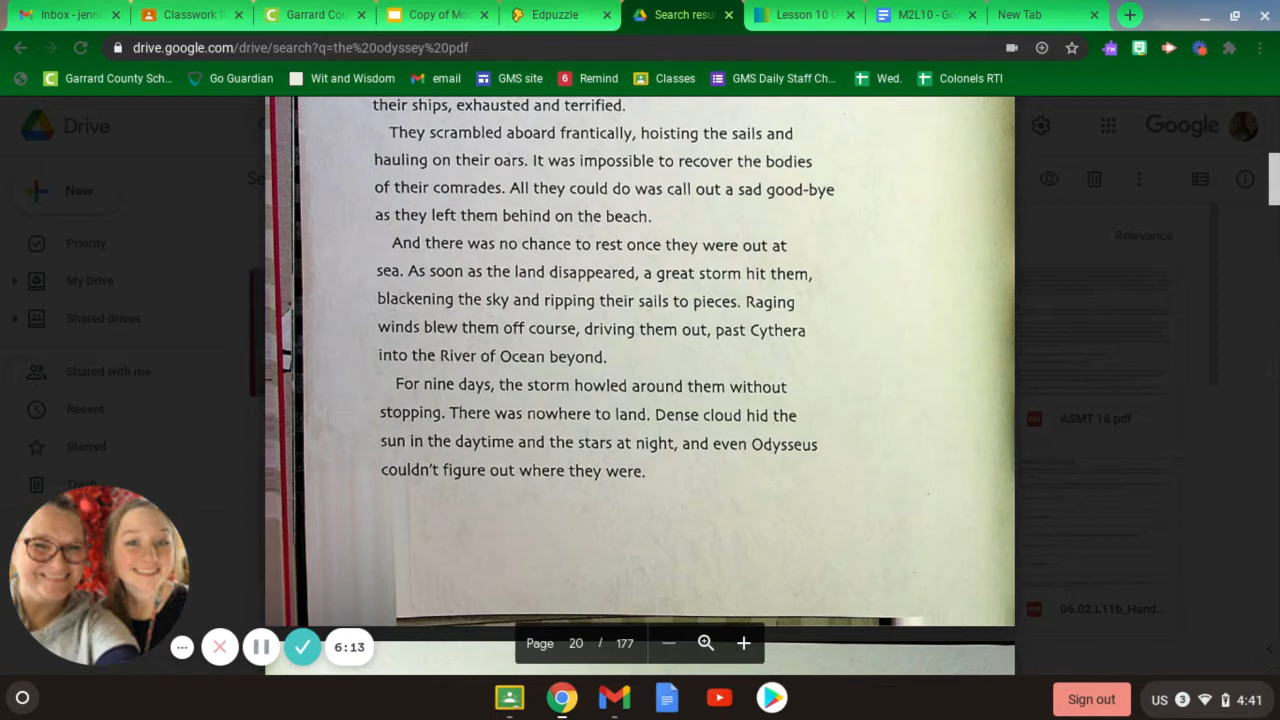 Inbox - jenn
Classwork f
Garrard Cou
Copy of Moc
Edpuzzle
Search resu
Lesson 10 G
M2L10 - Go
New Tab
drive.google.com/drive/search?q=the%20odyssey%20pdf
Garrard County Sch...
Go Guardian
Wit and Wisdom
email
GMS site
Remind
Classes
GMS Daily Staff Ch...
Wed.
Colonels RTI
Drive
Google
their ships, exhausted and terrified.
They scrambled aboard frantically, hoisting the sails and
hauling on their oars. It was impossible to recover the bodies
of their comrades. All they could do was call out a sad good-bye
as they left them behind on the beach.
And there was no chance to rest once they were out at
sea. As soon as the land disappeared, a great storm hit them,
blackening the sky and ripping their sails to pieces. Raging
winds blew them off course, driving them out, past Cythera
into the River of Ocean beyond.
For nine days, the storm howled around them without
stopping. There was nowhere to land. Dense cloud hid the
sun in the daytime and the stars at night, and even Odysseus
couldn't figure out where they were.
New
Priority
My Drive
Shared drives
Shared with me
Recent
Starred
Trash
Relevance
ASMT 18.pdf
06.02.L11b_Hand...
6:13
Page 20 / 177
Sign out
US 3 4:41